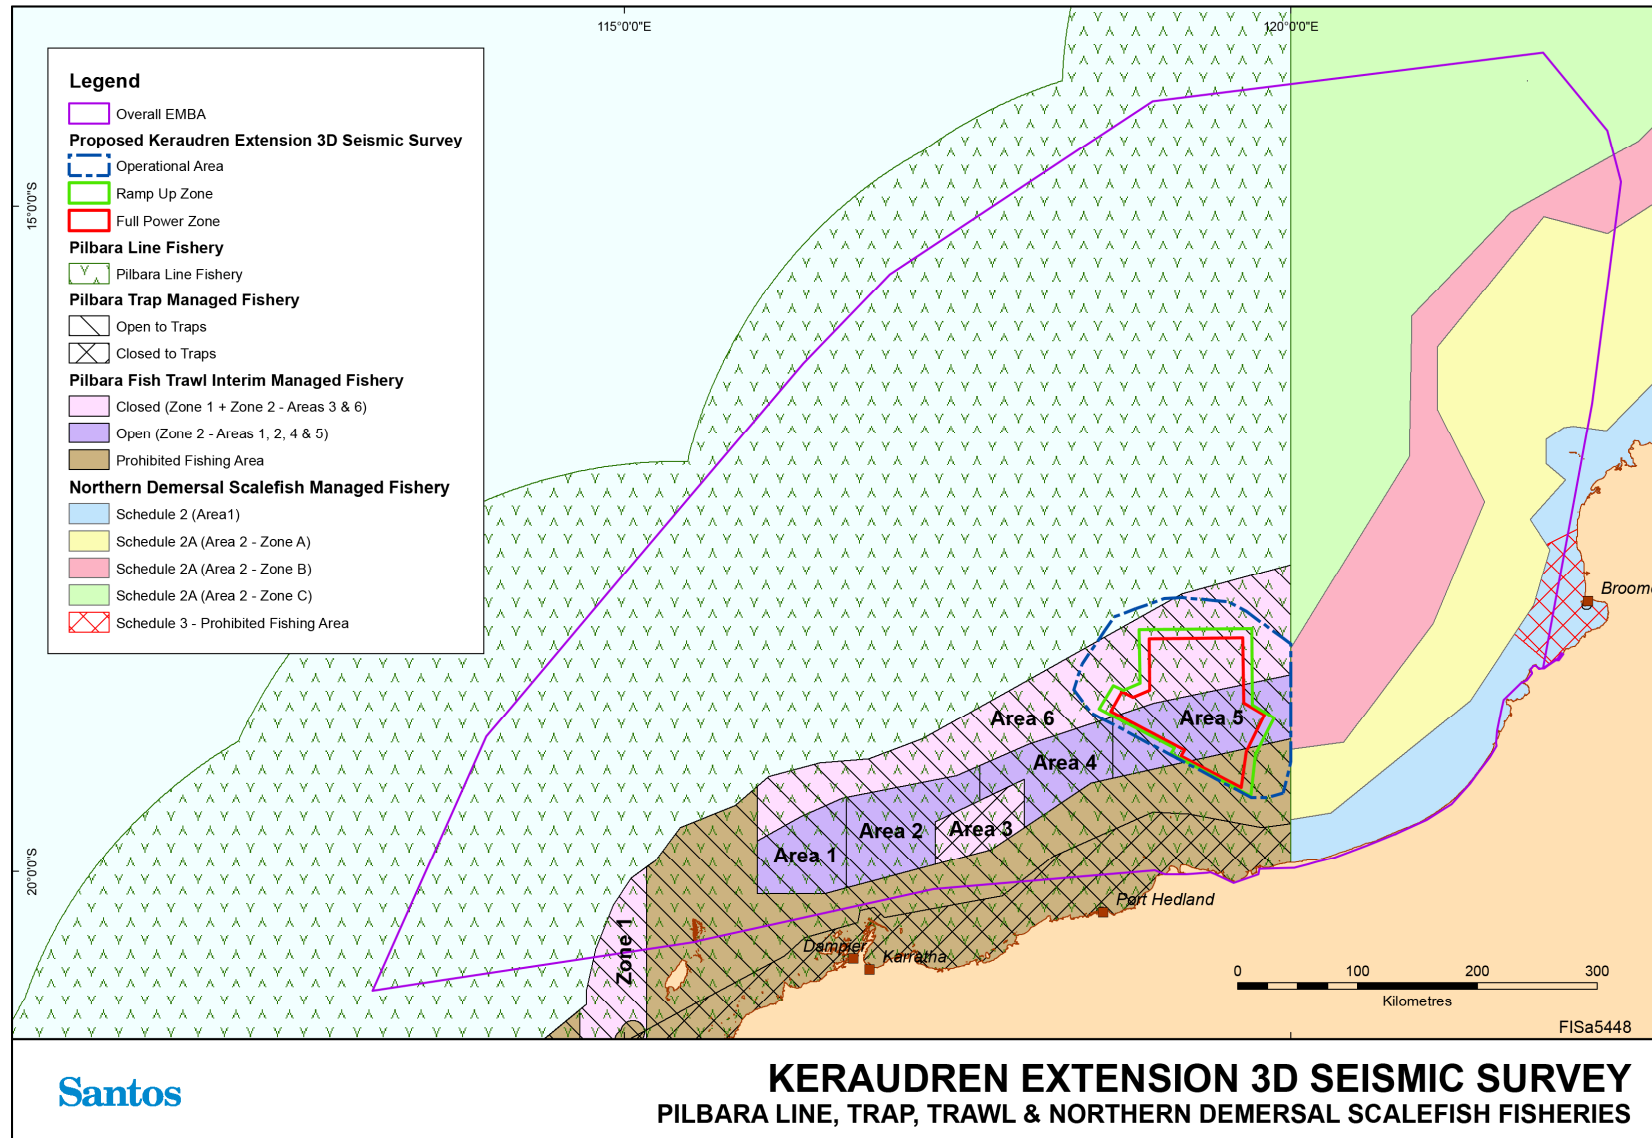 115°0'0"E
120°0'0"E
15°0'0"S
20°0'0"S
Legend
Overall EMBA
Proposed Keraudren Extension 3D Seismic Survey
Operational Area
Ramp Up Zone
Full Power Zone
Pilbara Line Fishery
Pilbara Line Fishery
Pilbara Trap Managed Fishery
Open to Traps
Closed to Traps
Pilbara Fish Trawl Interim Managed Fishery
Closed (Zone 1 + Zone 2 - Areas 3 & 6)
Open (Zone 2 - Areas 1, 2, 4 & 5)
Prohibited Fishing Area
Northern Demersal Scalefish Managed Fishery
Schedule 2 (Area1)
Schedule 2A (Area 2 - Zone A)
Schedule 2A (Area 2 - Zone B)
Schedule 2A (Area 2 - Zone C)
Schedule 3 - Prohibited Fishing Area
Broome
Area 6
Area 5
Area 4
Area 3
Area 2
Area 1
Zone 1
Port Hedland
Dampier
Karratha
0 100 200 300
Kilometres
FISa5448
Santos
KERAUDREN EXTENSION 3D SEISMIC SURVEY
PILBARA LINE, TRAP, TRAWL & NORTHERN DEMERSAL SCALEFISH FISHERIES